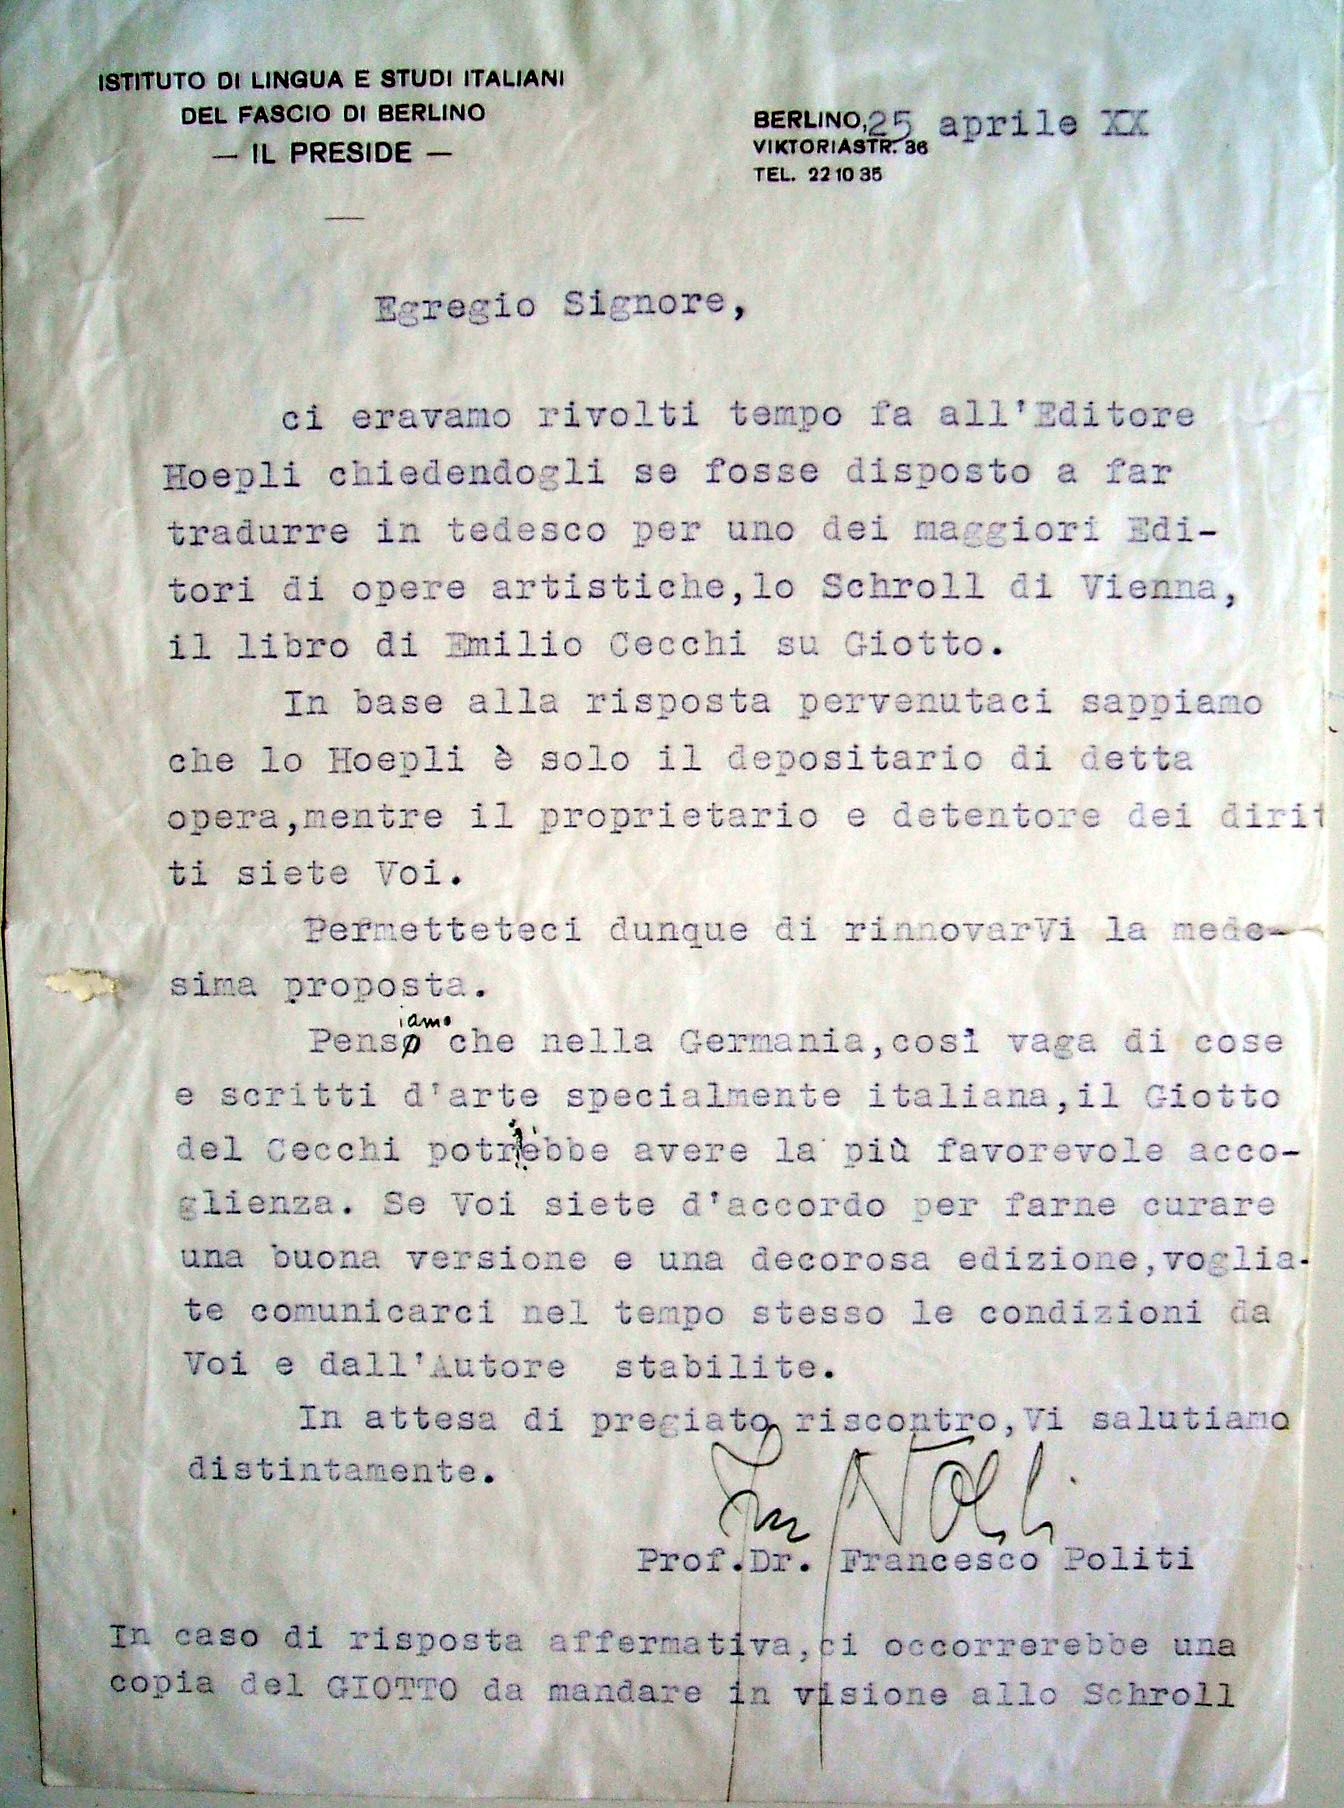 ISTITUTO DI LINGUA E STUDI ITALIANI
DEL FASCIO DI BERLINO
— IL PRESIDE —
BERLINO, 25 aprile XX
VIKTORIASTR. 36
TEL. 22 10 35
Egregio Signore,
ci eravamo rivolti tempo fa all'Editore
Hoepli chiedendogli se fosse disposto a far
tradurre in tedesco per uno dei maggiori Edi-
tori di opere artistiche,lo Schroll di Vienna,
il libro di Emilio Cecchi su Giotto.
In base alla risposta pervenutaci sappiamo
che lo Hoepli è solo il depositario di detta
opera,mentre il proprietario e detentore dei dirit
ti siete Voi.
Permetteteci dunque di rinnovarVi la mede-
sima proposta.
Pensiamo che nella Germania,così vaga di cose
e scritti d'arte specialmente italiana,il Giotto
del Cecchi potrebbe avere la più favorevole acco-
glienza. Se Voi siete d'accordo per farne curare
una buona versione e una decorosa edizione,voglia-
te comunicarci nel tempo stesso le condizioni da
Voi e dall'Autore stabilite.
In attesa di pregiato riscontro,Vi salutiamo
distintamente.
Prof.Dr. Francesco Politi
In caso di risposta affermativa,ci occorrerebbe una
copia del GIOTTO da mandare in visione allo Schroll